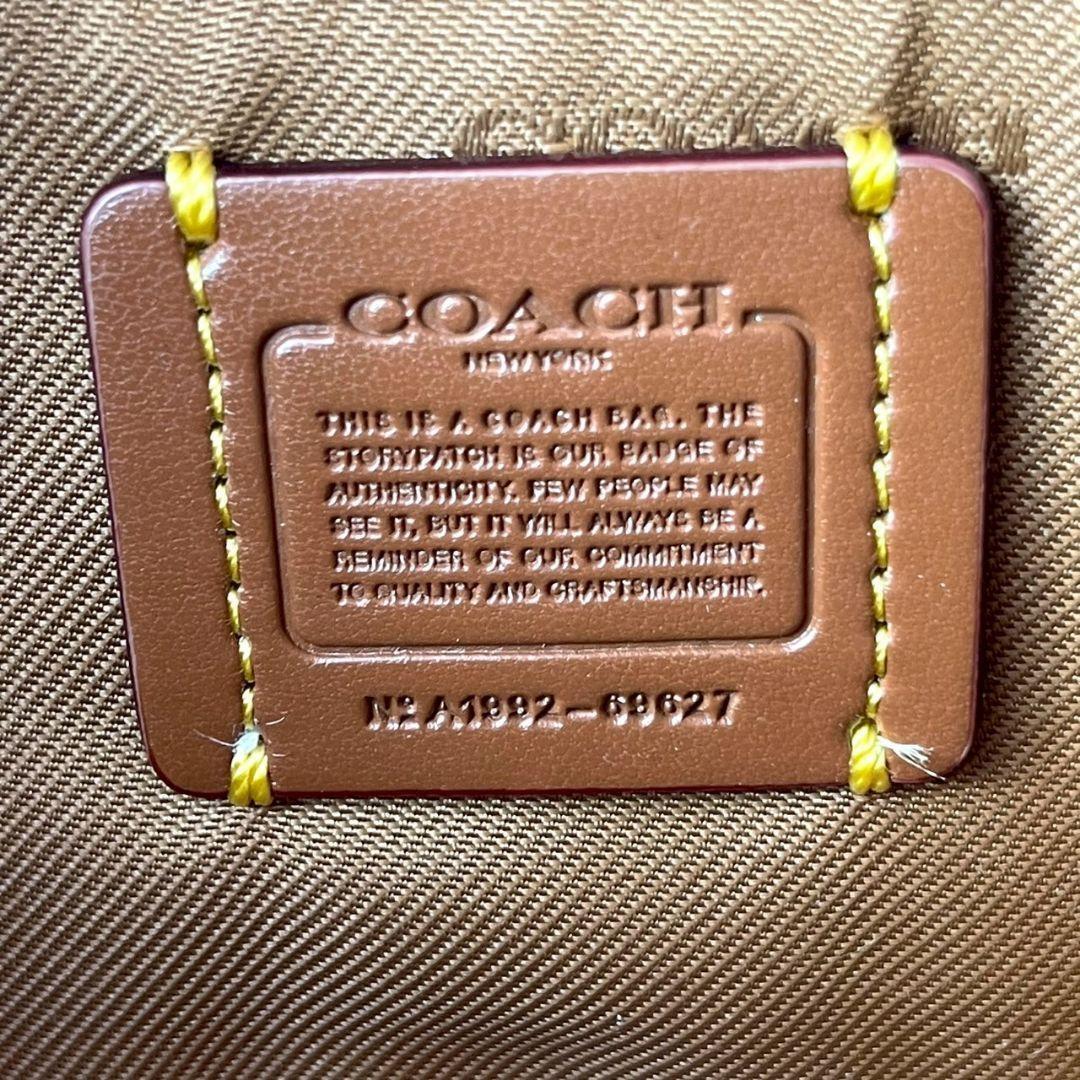 COACH
NEW YORK
THIS IS A COACH BAG. THE
STORYPATCH IS OUR BADGE OF
AUTHENTICITY. FEW PEOPLE MAY
SEE IT, BUT IT WILL ALWAYS BE A
REMINDER OF OUR COMMITMENT
TO QUALITY AND CRAFTSMANSHIP.
Nº A1992-69627